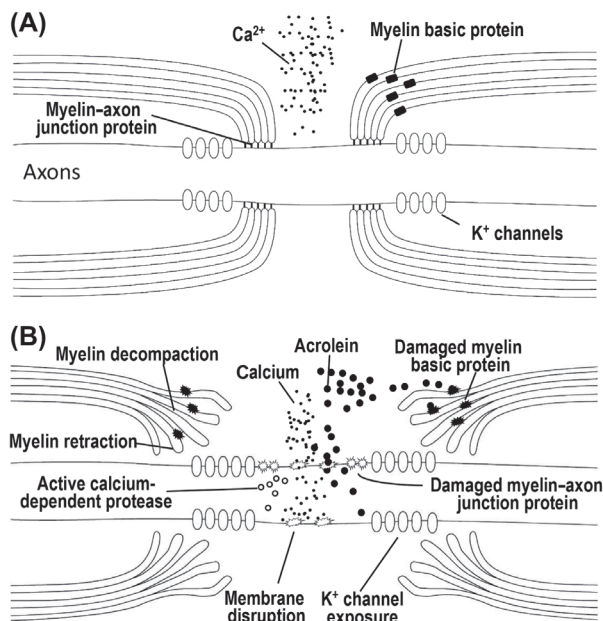 (A)
Ca²⁺
Myelin basic protein
Myelin–axon
junction protein
Axons
K⁺ channels
(B)
Acrolein
Myelin decompaction
Damaged myelin
basic protein
Calcium
Myelin retraction
Active calcium-
dependent protease
Damaged myelin–axon
junction protein
Membrane
disruption
K⁺ channel
exposure